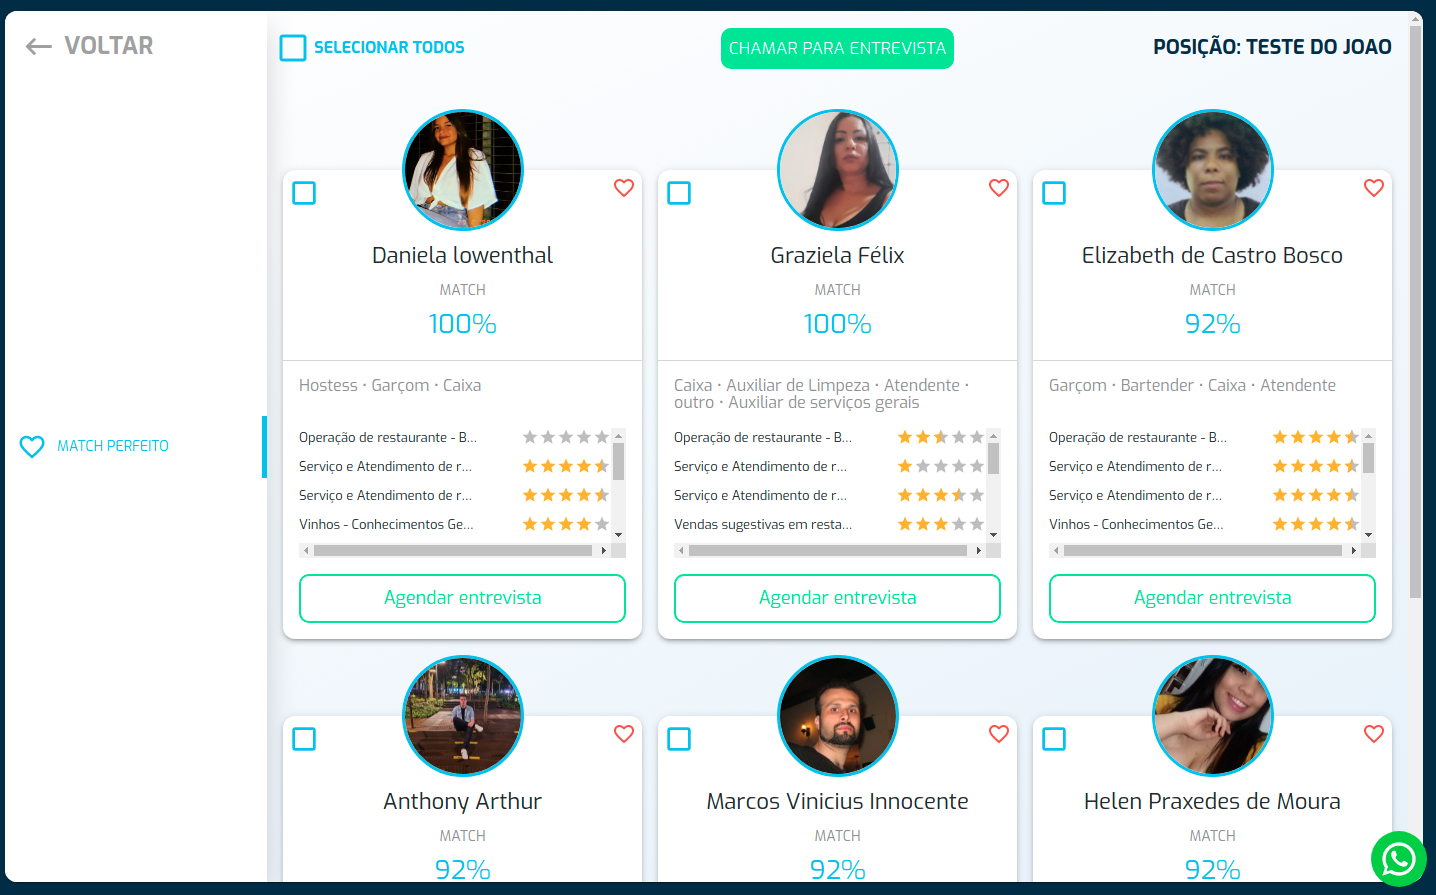 VOLTAR
SELECIONAR TODOS
CHAMAR PARA ENTREVISTA
POSIÇÃO: TESTE DO JOAO
MATCH PERFEITO
Daniela lowenthal
MATCH
100%
Hostess • Garçom • Caixa
Operação de restaurante - B...
Serviço e Atendimento de r...
Serviço e Atendimento de r...
Vinhos - Conhecimentos Ge...
Agendar entrevista
Graziela Félix
MATCH
100%
Caixa • Auxiliar de Limpeza • Atendente •
outro • Auxiliar de serviços gerais
Operação de restaurante - B...
Serviço e Atendimento de r...
Serviço e Atendimento de r...
Vendas sugestivas em resta...
Agendar entrevista
Elizabeth de Castro Bosco
MATCH
92%
Garçom • Bartender • Caixa • Atendente
Operação de restaurante - B...
Serviço e Atendimento de r...
Serviço e Atendimento de r...
Vinhos - Conhecimentos Ge...
Agendar entrevista
Anthony Arthur
MATCH
92%
Marcos Vinicius Innocente
MATCH
92%
Helen Praxedes de Moura
MATCH
92%